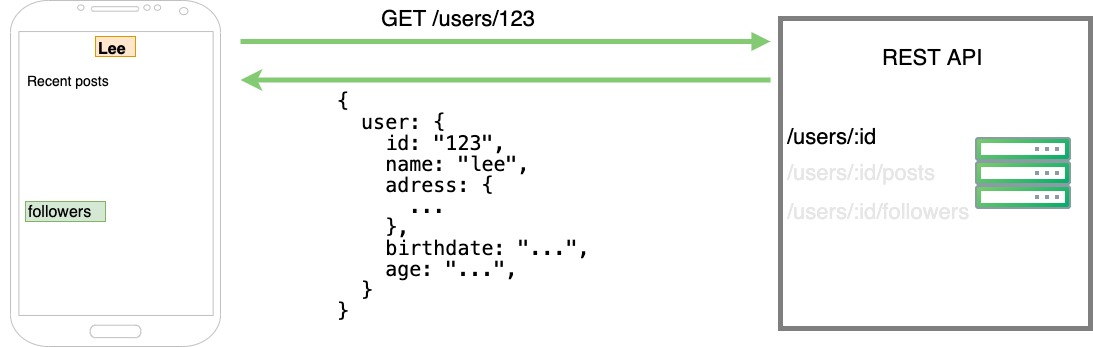 GET /users/123
Lee
Recent posts
followers
{
user: {
id: "123",
name: "lee",
adress: {
...
},
birthdate: "...",
age: "...",
}
}
REST API
/users/:id
/users/:id/posts
/users/:id/followers